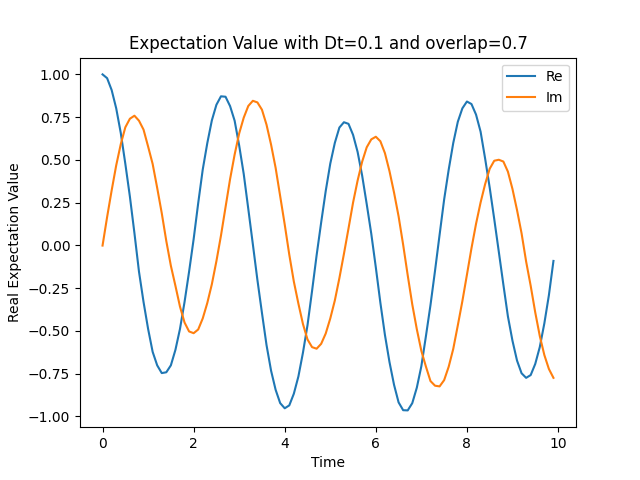 Expectation Value with Dt=0.1 and overlap=0.7
Re
Im
1.00
0.75
0.50
0.25
0.00
−0.25
−0.50
−0.75
−1.00
Real Expectation Value
0 2 4 6 8 10
Time